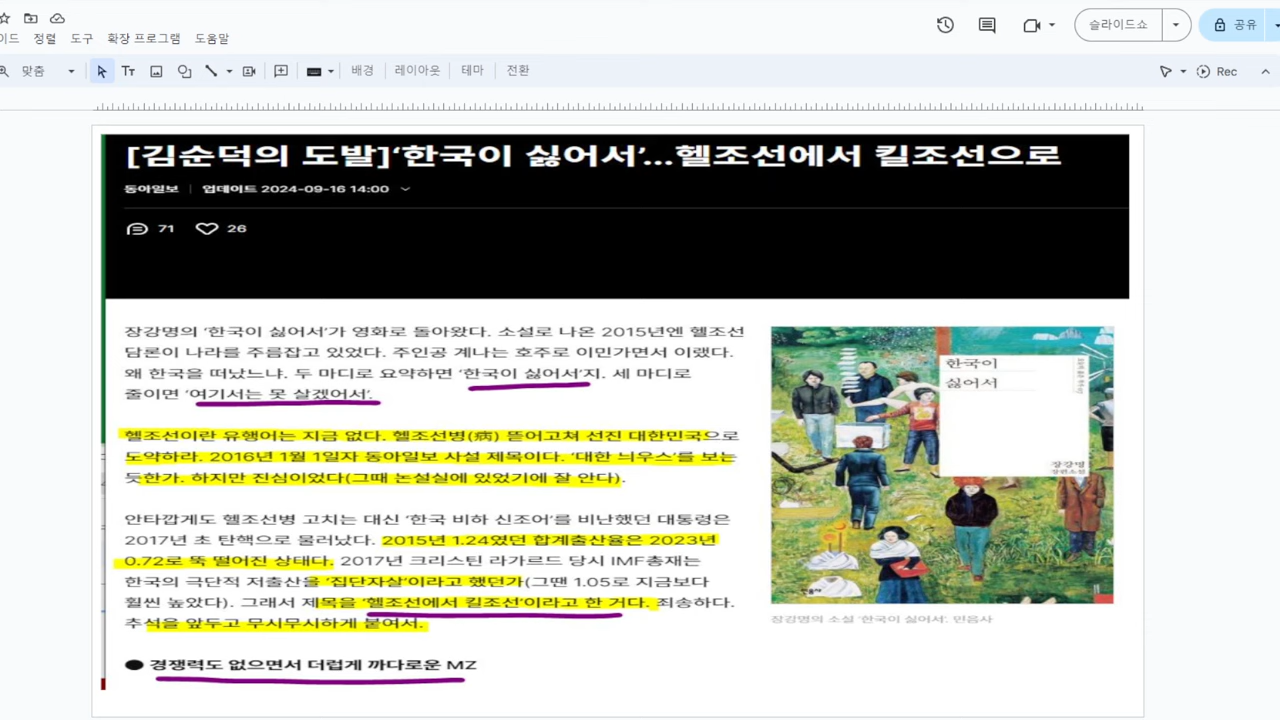 정렬 도구 확장 프로그램 도움말
슬라이드쇼
공유
맞춤
배경 레이아웃 테마 전환
Rec
[김순덕의 도발]‘한국이 싫어서’…헬조선에서 킬조선으로
동아일보 | 업데이트 2024-09-16 14:00
71 26
장강명의 ‘한국이 싫어서’가 영화로 돌아왔다. 소설로 나온 2015년엔 헬조선
담론이 나라를 주름잡고 있었다. 주인공 계나는 호주로 이민가면서 이랬다.
왜 한국을 떠났느냐. 두 마디로 요약하면 ‘한국이 싫어서’지. 세 마디로
줄이면 ‘여기서는 못 살겠어서’.
헬조선이란 유행어는 지금 없다. 헬조선병(病) 뜯어고쳐 선진 대한민국으로
도약하라. 2016년 1월 1일자 동아일보 사설 제목이다. ‘대한 늬우스’를 보는
듯한가. 하지만 진심이었다(그때 논설실에 있었기에 잘 안다).
안타깝게도 헬조선병 고치는 대신 ‘한국 비하 신조어’를 비난했던 대통령은
2017년 초 탄핵으로 물러났다. 2015년 1.24였던 합계출산율은 2023년
0.72로 뚝 떨어진 상태다. 2017년 크리스틴 라가르드 당시 IMF총재는
한국의 극단적 저출산을 ‘집단자살’이라고 했던가(그땐 1.05로 지금보다
훨씬 높았다). 그래서 제목을 ‘헬조선에서 킬조선’이라고 한 거다. 죄송하다.
추석을 앞두고 무시무시하게 붙여서.
● 경쟁력도 없으면서 더럽게 까다로운 MZ
한국이
싫어서
장강명
장편소설
민음사
장강명의 소설 ‘한국이 싫어서’. 민음사